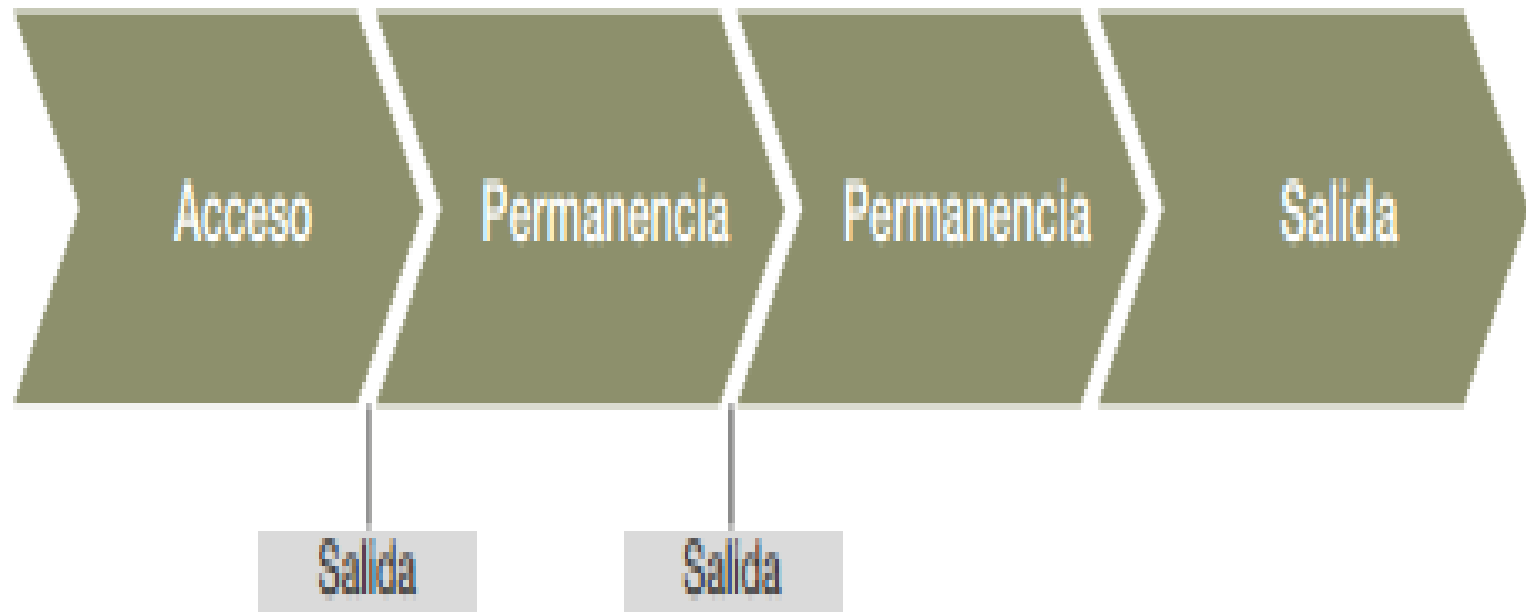 Acceso
Permanencia
Permanencia
Salida
Salida
Salida